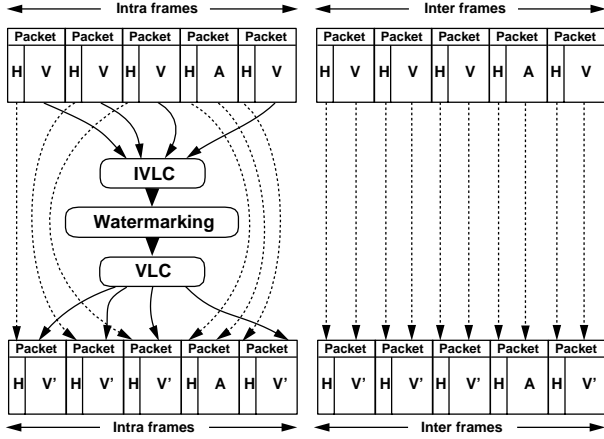 Intra frames Inter frames
Packet Packet Packet Packet Packet Packet Packet Packet Packet Packet
H V H V H V H A H V H V H V H V H A H V
IVLC
Watermarking
VLC
Packet Packet Packet Packet Packet Packet Packet Packet Packet Packet
H V' H V' H V' H A H V' H V' H V' H V' H A H V'
Intra frames Inter frames